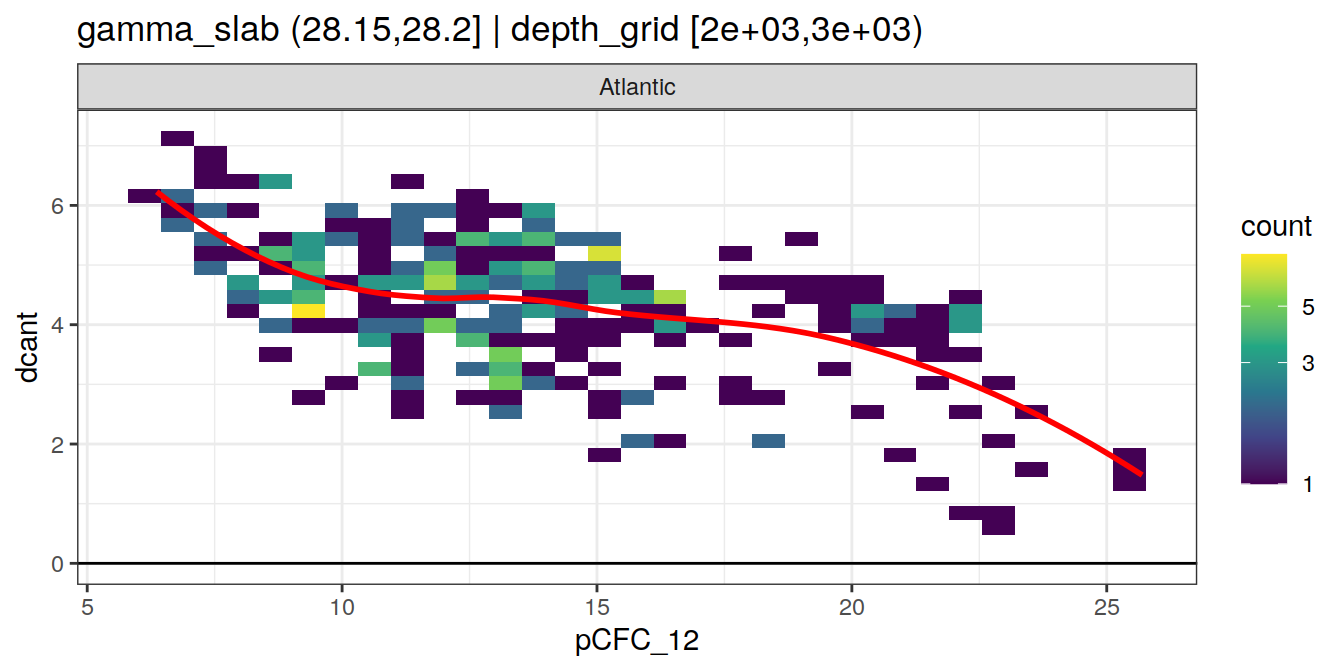 gamma_slab (28.15,28.2] | depth_grid [2e+03,3e+03)
Atlantic
6
4
2
0
dcant
5
10
15
20
25
pCFC_12
count
5
3
1